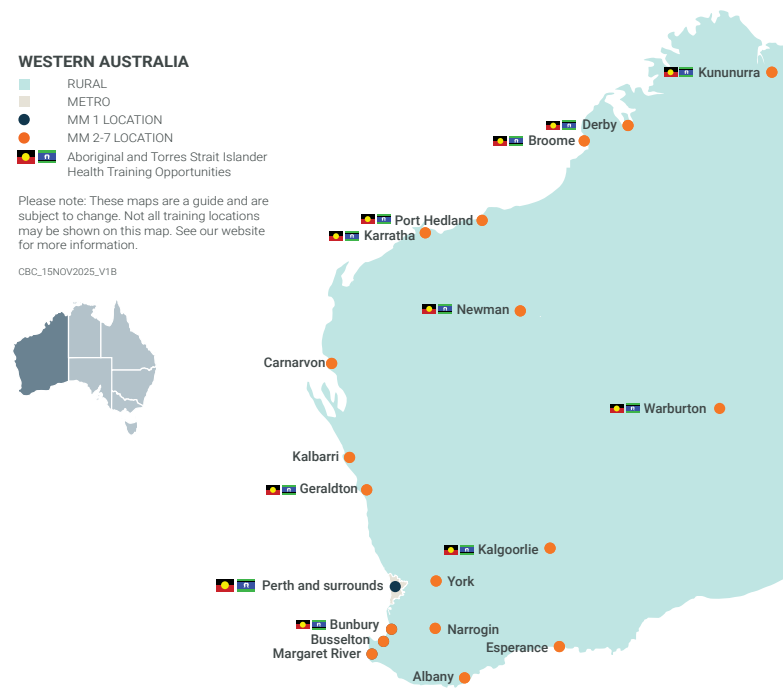 WESTERN AUSTRALIA
RURAL
METRO
MM 1 LOCATION
MM 2-7 LOCATION
Aboriginal and Torres Strait Islander
Health Training Opportunities
Please note: These maps are a guide and are
subject to change. Not all training locations
may be shown on this map. See our website
for more information.
CBC_15NOV2025_V1B
Kununurra
Derby
Broome
Port Hedland
Karratha
Newman
Carnarvon
Warburton
Kalbarri
Geraldton
Kalgoorlie
York
Perth and surrounds
Bunbury
Narrogin
Busselton
Esperance
Margaret River
Albany